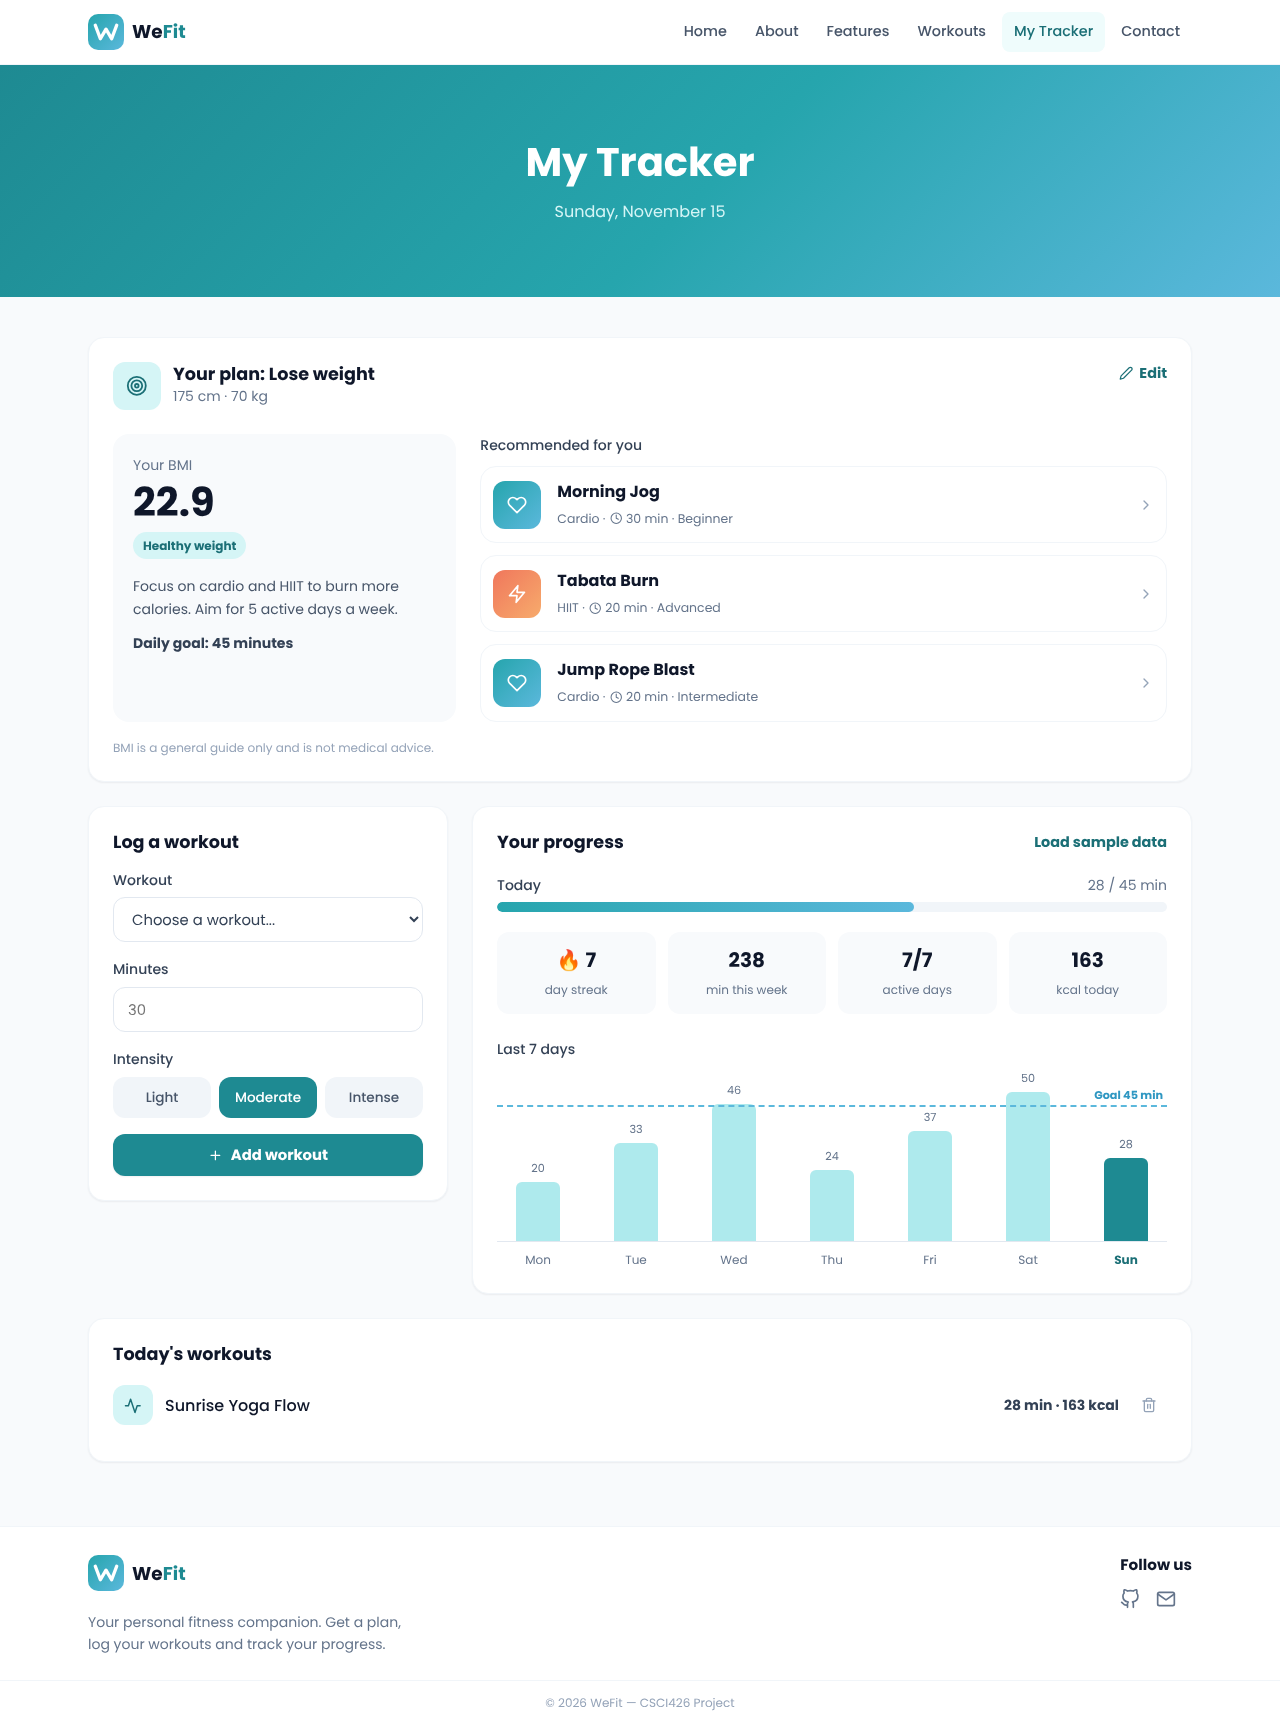 WeFit
Home
About
Features
Workouts
My Tracker
Contact
My Tracker
Sunday, November 15
Your plan: Lose weight
175 cm · 70 kg
Edit
Your BMI
22.9
Healthy weight
Focus on cardio and HIIT to burn more
calories. Aim for 5 active days a week.
Daily goal: 45 minutes
Recommended for you
Morning Jog
Cardio · 30 min · Beginner
Tabata Burn
HIIT · 20 min · Advanced
Jump Rope Blast
Cardio · 20 min · Intermediate
BMI is a general guide only and is not medical advice.
Log a workout
Workout
Choose a workout...
Minutes
30
Intensity
Light
Moderate
Intense
+ Add workout
Your progress
Load sample data
Today
28 / 45 min
🔥 7
day streak
238
min this week
7/7
active days
163
kcal today
Last 7 days
Goal 45 min
20
33
46
24
37
50
28
Mon
Tue
Wed
Thu
Fri
Sat
Sun
Today's workouts
Sunrise Yoga Flow
28 min · 163 kcal
WeFit
Your personal fitness companion. Get a plan,
log your workouts and track your progress.
Follow us
© 2026 WeFit — CSCI426 Project